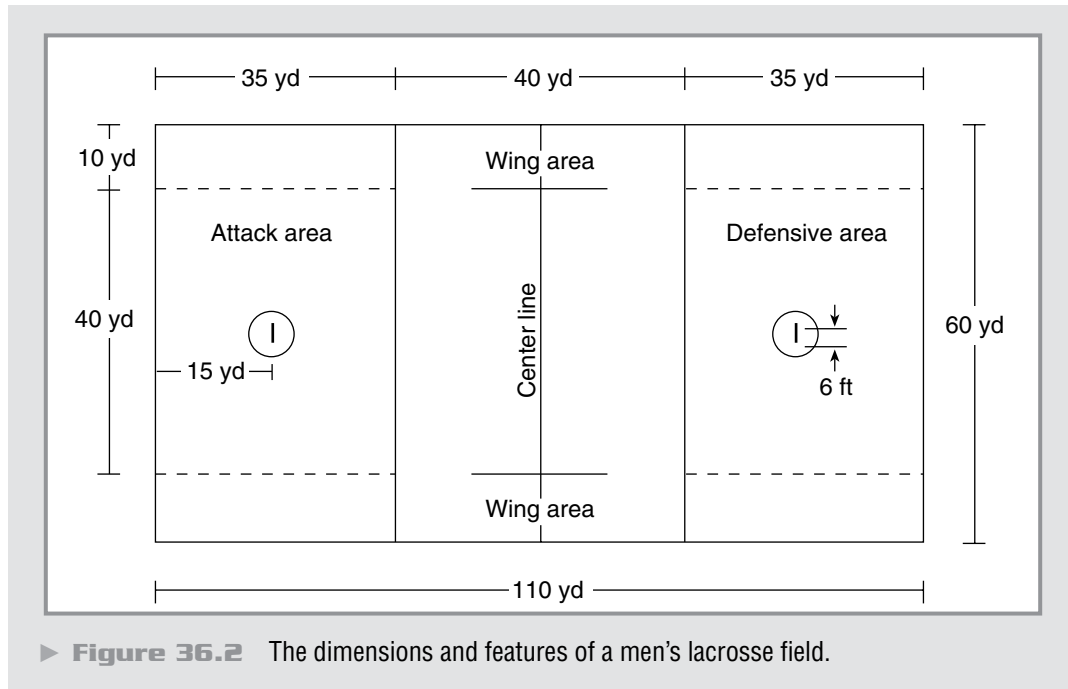 35 yd 40 yd 35 yd
10 yd
Wing area
Attack area
Defensive area
40 yd
Center line
60 yd
15 yd
6 ft
Wing area
110 yd
► Figure 36.2 The dimensions and features of a men’s lacrosse field.